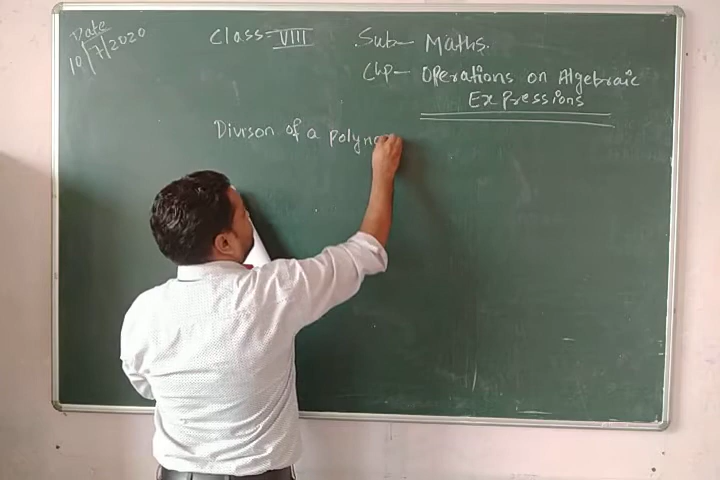 Date
10/7/2020
Class- VIII
Sub- Maths.
Chp- Operations on Algebraic
Expressions
Divison of a polyno